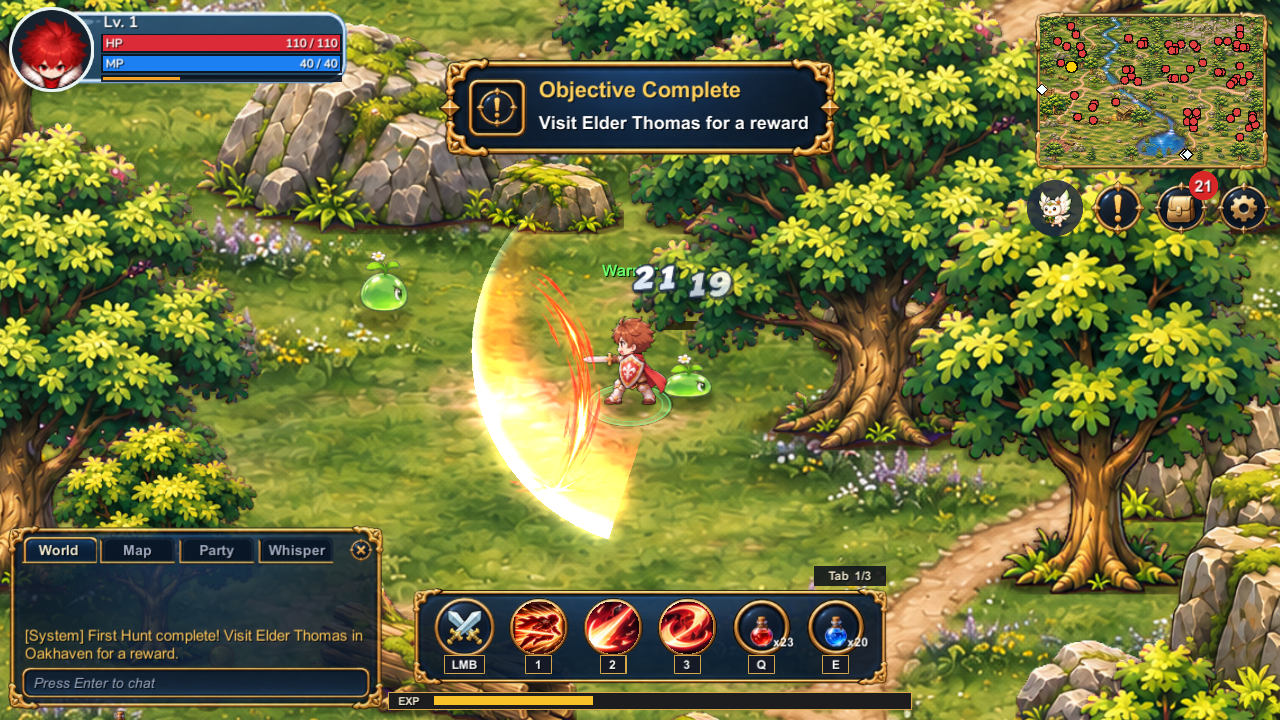 Lv. 1
HP 110 / 110
MP 40 / 40
Objective Complete
Visit Elder Thomas for a reward
21
21 19
World Map Party Whisper
[System] First Hunt complete! Visit Elder Thomas in
Oakhaven for a reward.
Press Enter to chat
Tab 1/3
x23 x20
LMB 1 2 3 Q E
EXP